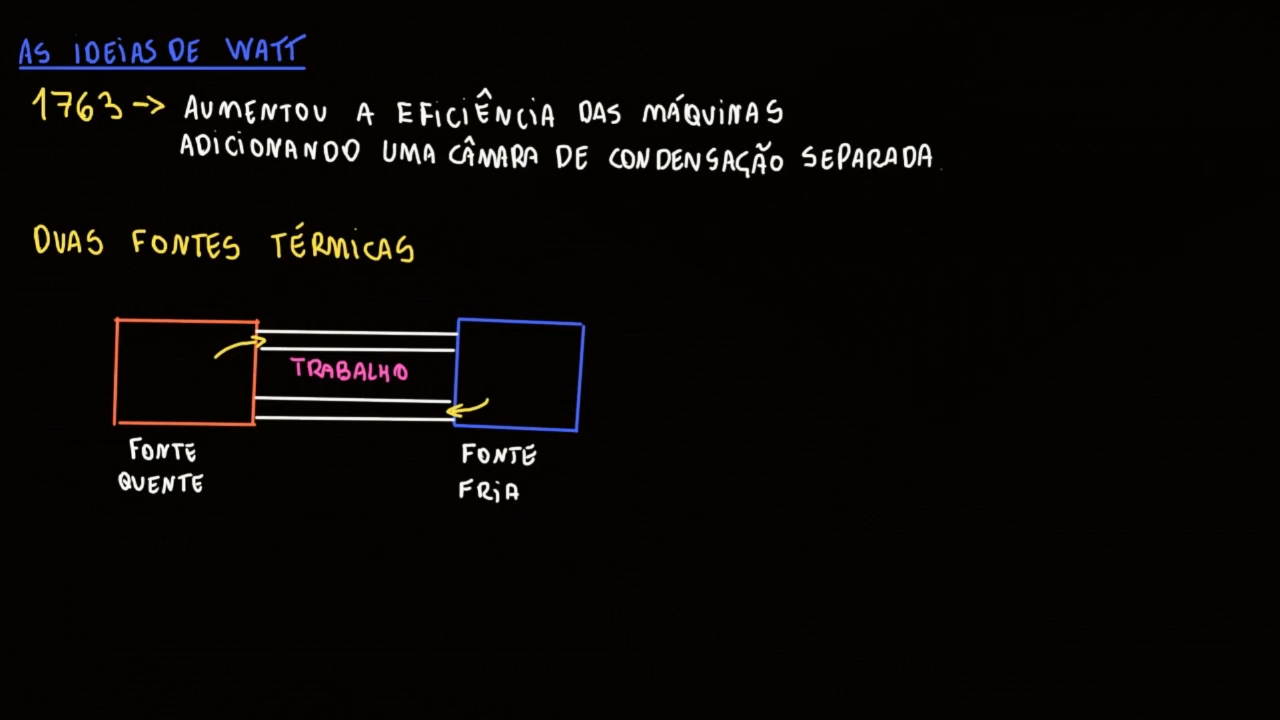 AS IDEIAS DE WATT
1763 → AUMENTOU A EFICIÊNCIA DAS MÁQUINAS
ADICIONANDO UMA CÂMARA DE CONDENSAÇÃO SEPARADA
DUAS FONTES TÉRMICAS
TRABALHO
FONTE
QUENTE
FONTE
FRIA